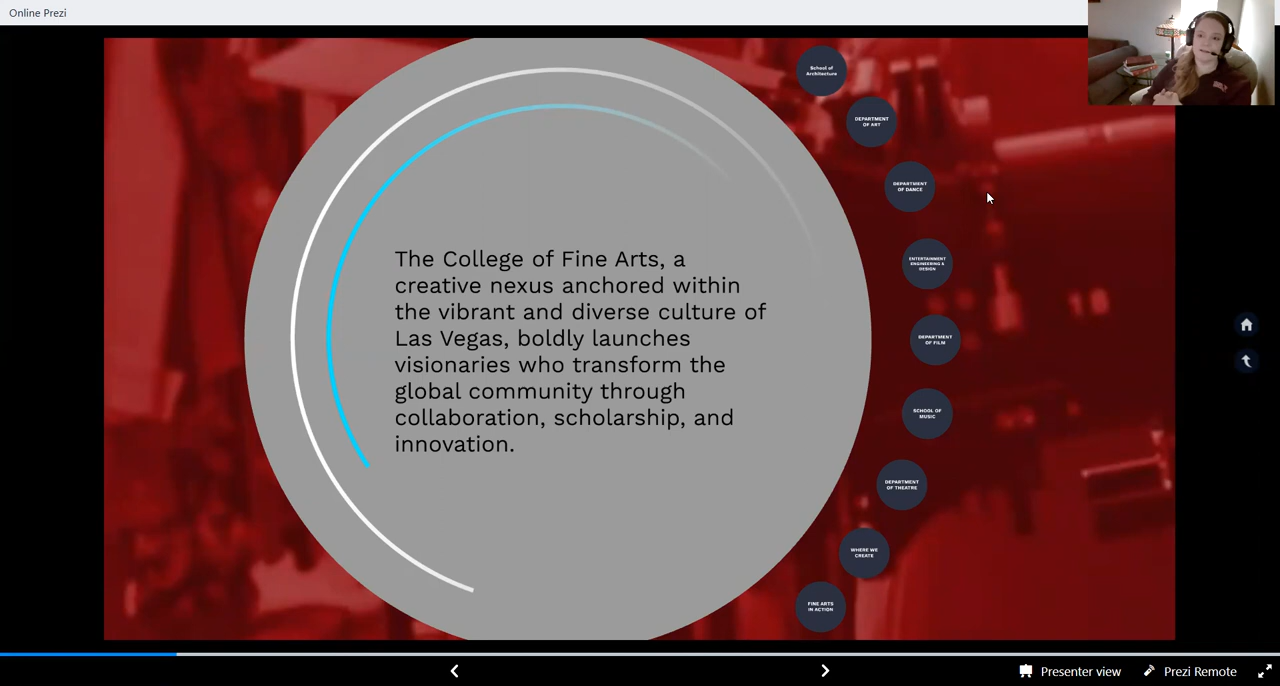 Online Prezi
School of
Architecture
DEPARTMENT
OF ART
DEPARTMENT
OF DANCE
ENTERTAINMENT
ENGINEERING &
DESIGN
DEPARTMENT
OF FILM
SCHOOL OF
MUSIC
DEPARTMENT
OF THEATRE
WHERE WE
CREATE
FINE ARTS
IN ACTION
The College of Fine Arts, a
creative nexus anchored within
the vibrant and diverse culture of
Las Vegas, boldly launches
visionaries who transform the
global community through
collaboration, scholarship, and
innovation.
Presenter view
Prezi Remote